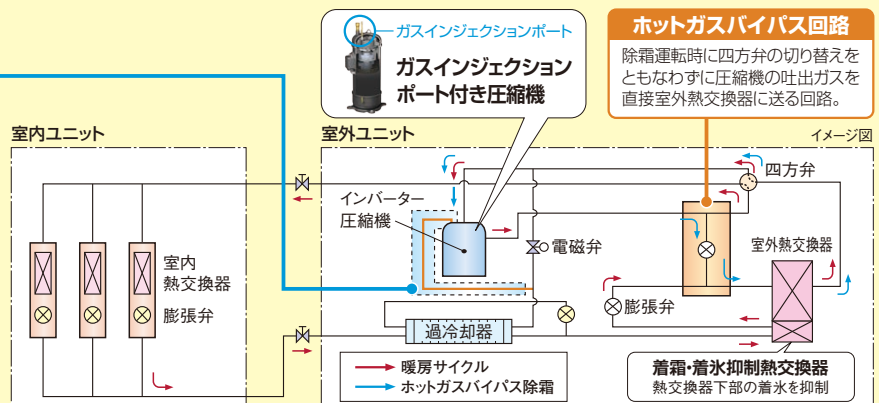 ガスインジェクションポート
ガスインジェクション
ポート付き圧縮機
ホットガスバイパス回路
除霜運転時に四方弁の切り替えを
ともなわずに圧縮機の吐出ガスを
直接室外熱交換器に送る回路。
室内ユニット
室外ユニット
イメージ図
四方弁
インバーター
圧縮機
電磁弁
室外熱交換器
室内
熱交換器
膨張弁
膨張弁
過冷却器
暖房サイクル
ホットガスバイパス除霜
着霜・着氷抑制熱交換器
熱交換器下部の着氷を抑制